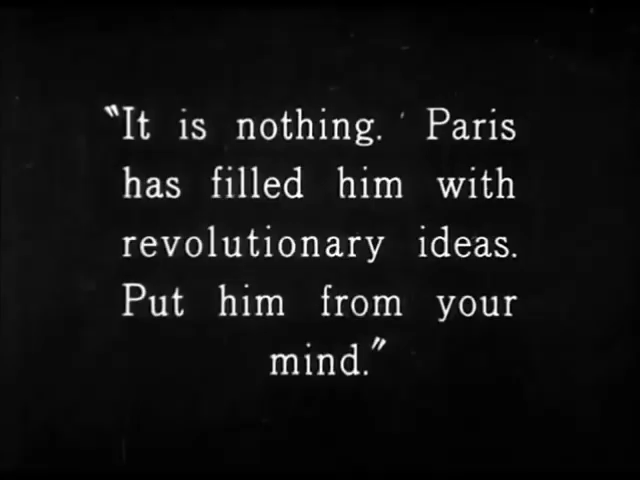 "It is nothing. Paris
has filled him with
revolutionary ideas.
Put him from your
mind."